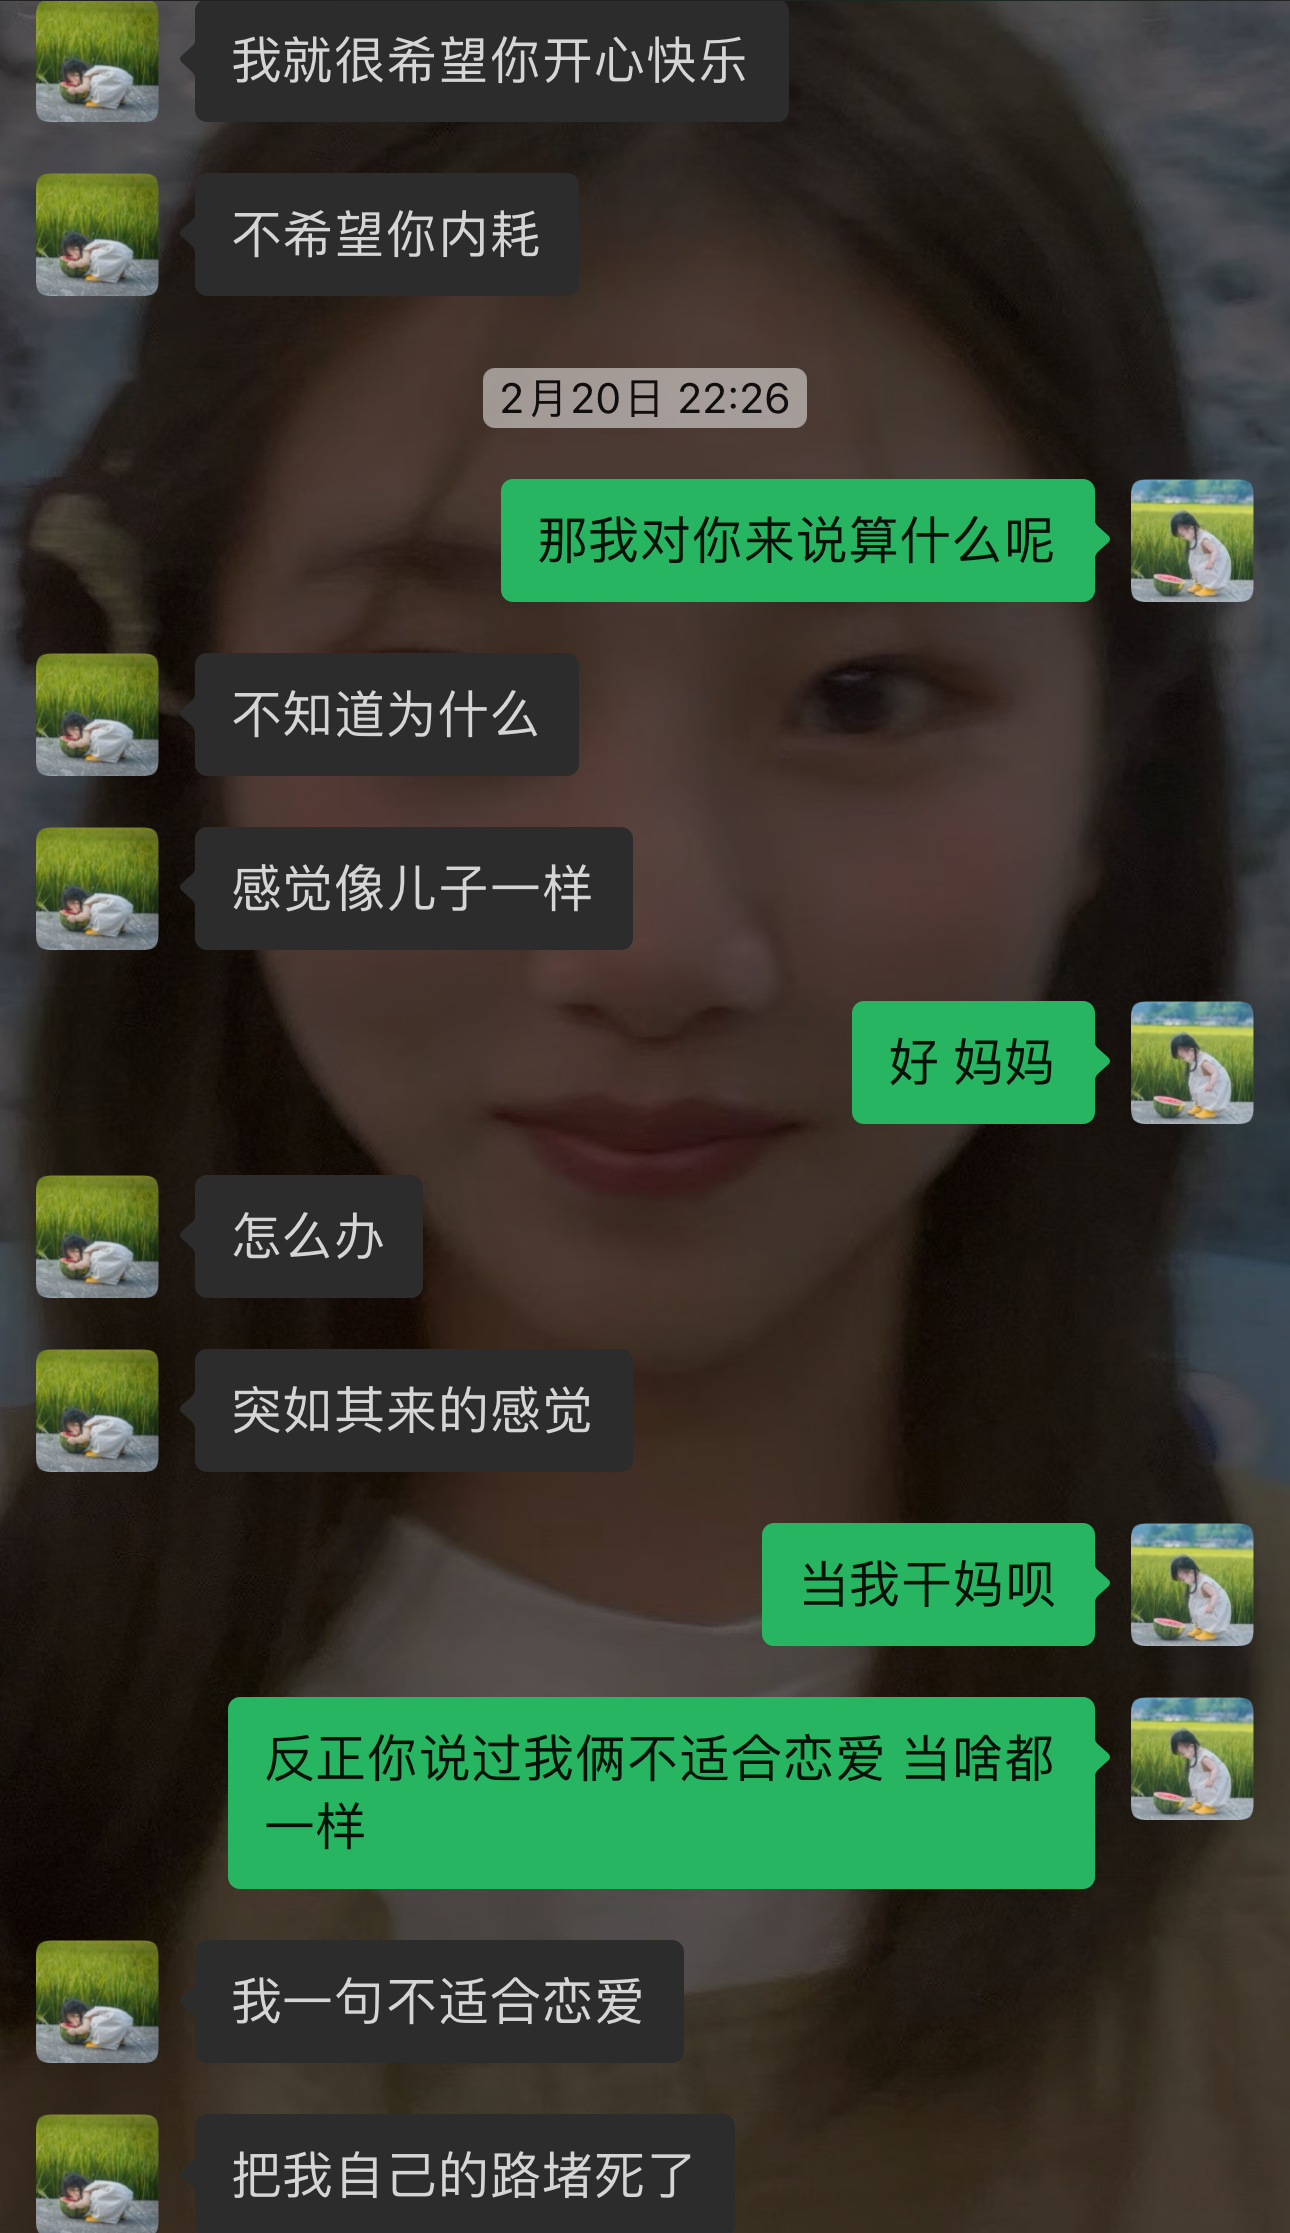 我就很希望你开心快乐
不希望你内耗
2月20日 22:26
那我对你来说算什么呢
不知道为什么
感觉像儿子一样
好 妈妈
怎么办
突如其来的感觉
当我干妈呗
反正你说过我俩不适合恋爱 当啥都
一样
我一句不适合恋爱
把我自己的路堵死了